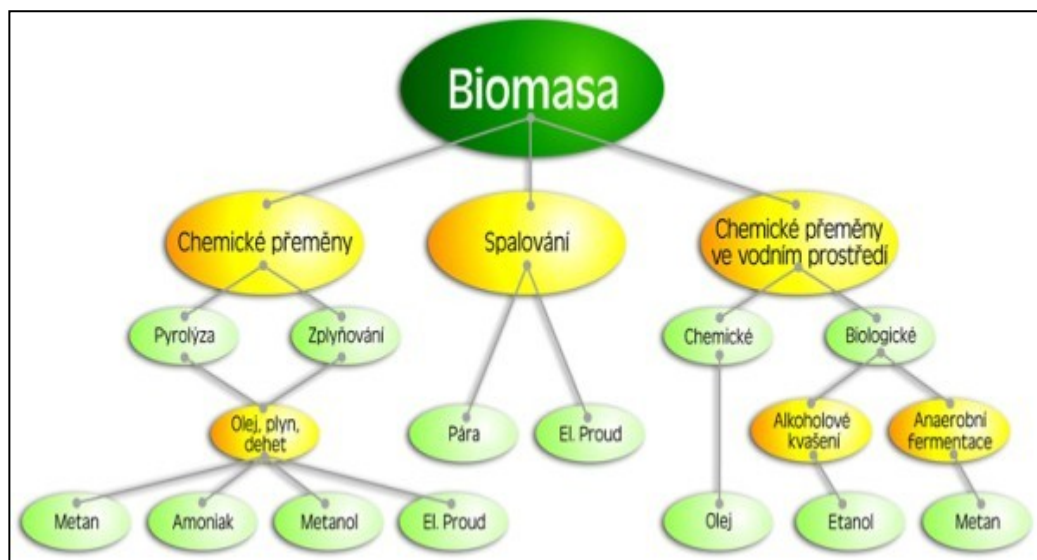 Biomasa
Chemické přeměny
Spalování
Chemické přeměny
ve vodním prostředí
Pyrolýza
Zplyňování
Chemické
Biologické
Olej, plyn,
dehet
Pára
El. Proud
Alkoholové
kvašení
Anaerobní
fermentace
Metan
Amoniak
Metanol
El. Proud
Olej
Etanol
Metan